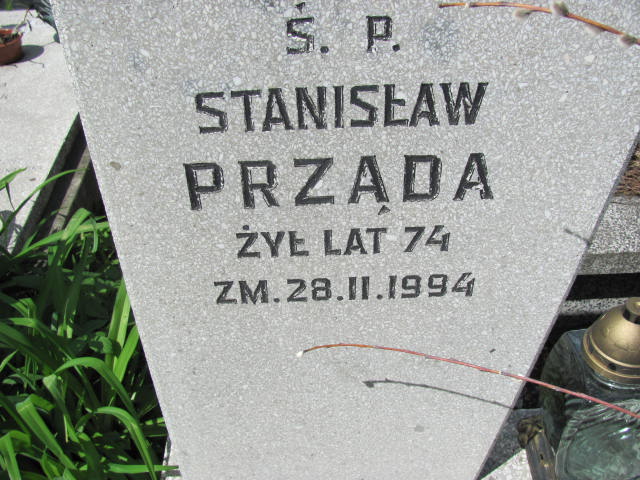 Ś. P.
STANISŁAW
PRZĄDA
ŻYŁ LAT 74
ZM. 28.II.1994